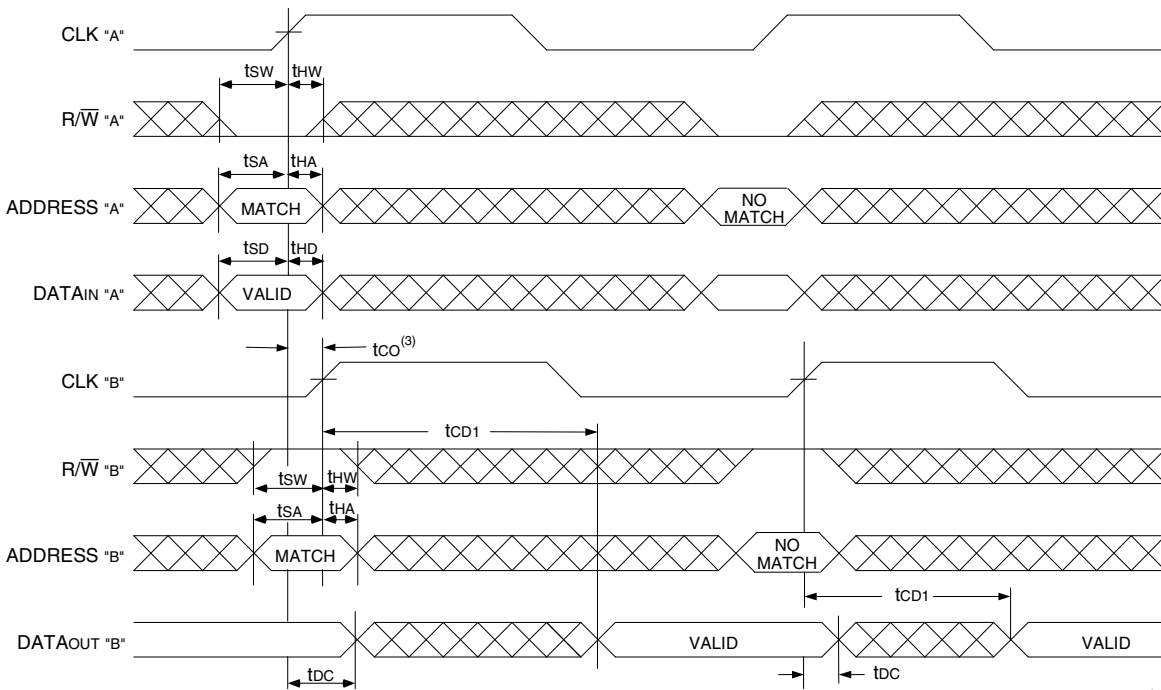 CLK "A"
tSW tHW
R/W̅ "A"
tSA tHA
ADDRESS "A" MATCH NO MATCH
tSD tHD
DATAIN "A" VALID
tCO(3)
CLK "B"
tCD1
R/W̅ "B"
tSW tHW
tSA tHA
ADDRESS "B" MATCH NO MATCH
tCD1
DATAOUT "B" VALID VALID
tDC tDC